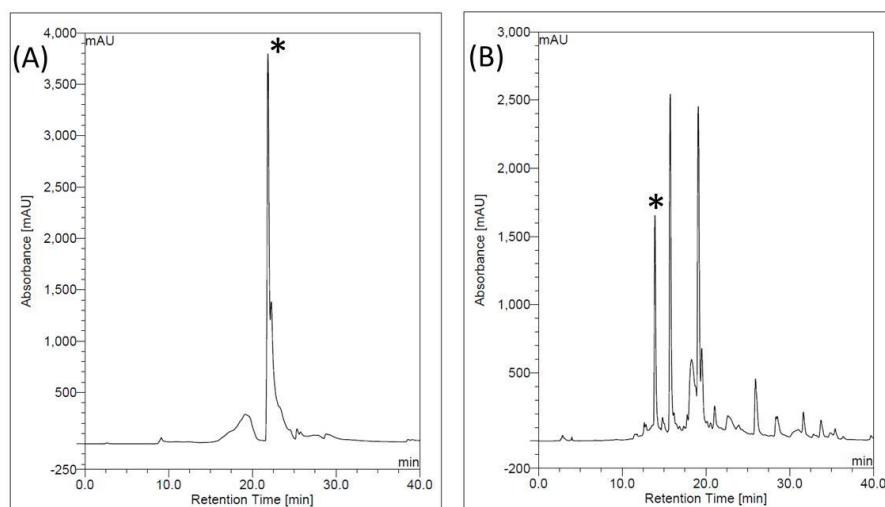 (A)
4,000
mAU
*
3,500
3,000
2,500
2,000
1,500
1,000
500
-250
Absorbance [mAU]
min
0.0 10.0 20.0 30.0 40.0
Retention Time [min]
(B)
3,000
mAU
2,500
2,000
*
1,500
1,000
500
-200
Absorbance [mAU]
min
0.0 10.0 20.0 30.0 40.0
Retention Time [min]